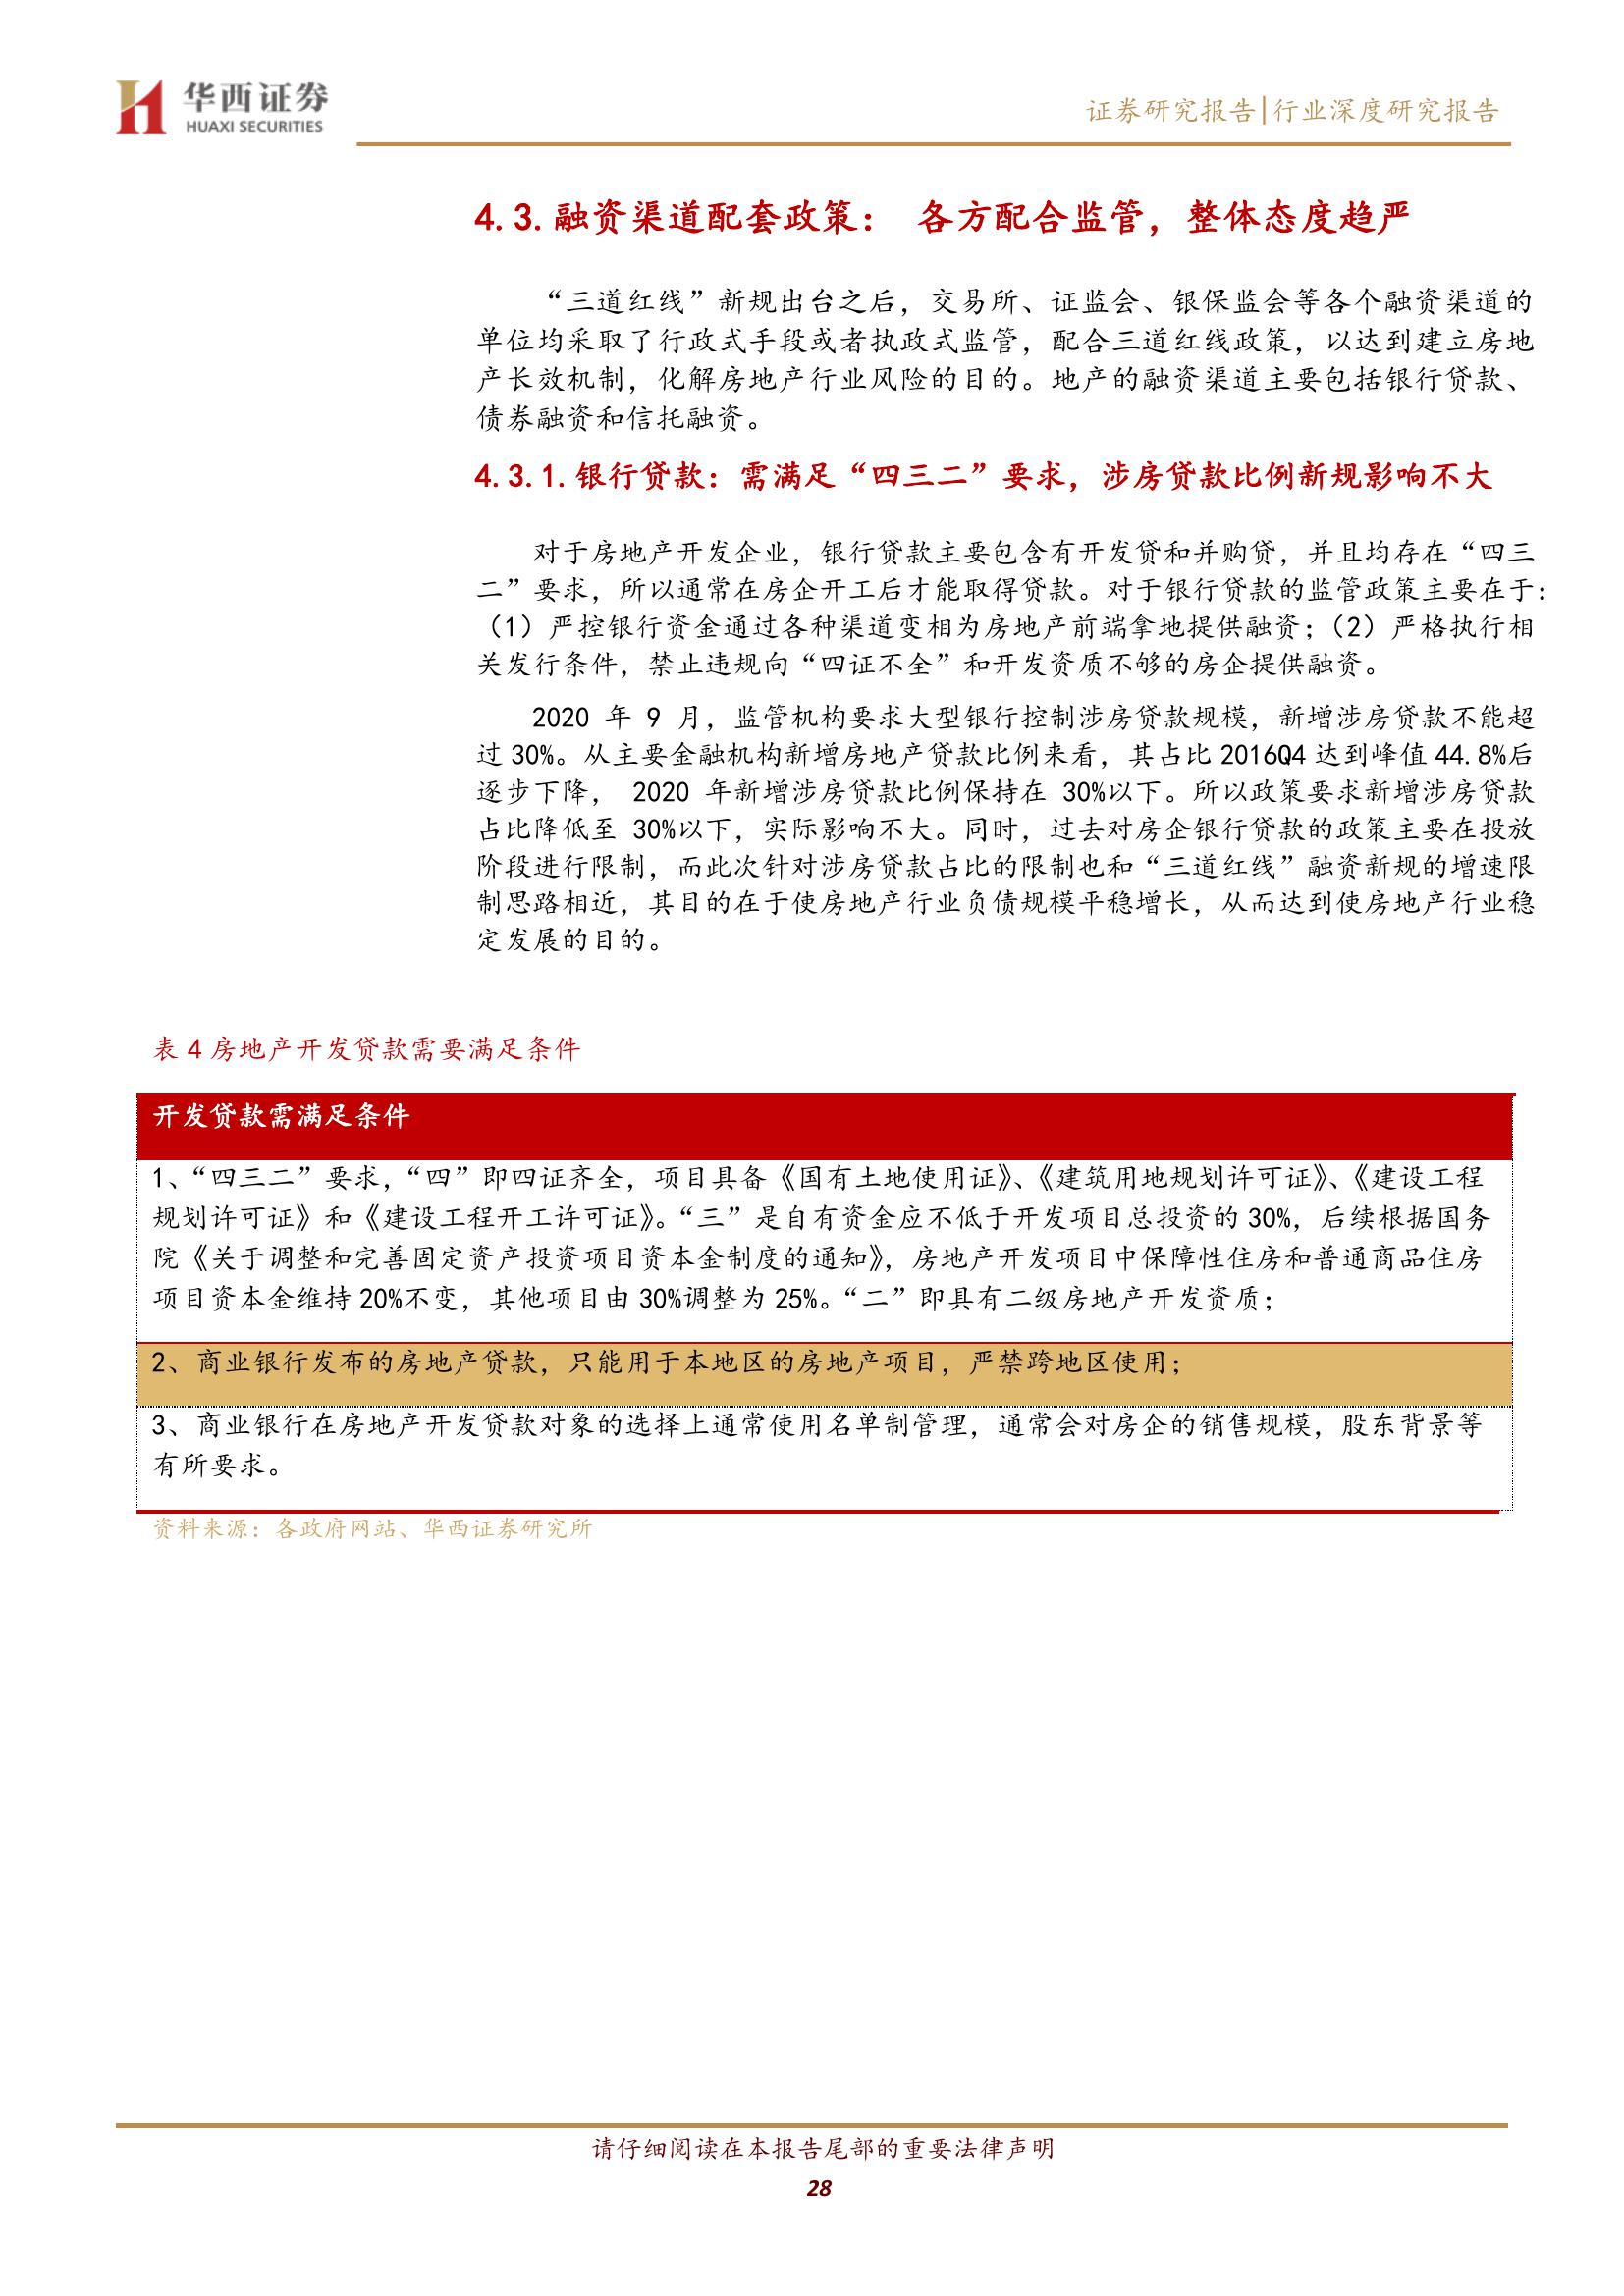 华西证券
HUAXI SECURITIES
证券研究报告|行业深度研究报告
4.3.融资渠道配套政策： 各方配合监管，整体态度趋严
“三道红线”新规出台之后，交易所、证监会、银保监会等各个融资渠道的
单位均采取了行政式手段或者执政式监管，配合三道红线政策，以达到建立房地
产长效机制，化解房地产行业风险的目的。地产的融资渠道主要包括银行贷款、
债券融资和信托融资。
4.3.1.银行贷款：需满足“四三二”要求，涉房贷款比例新规影响不大
对于房地产开发企业，银行贷款主要包含有开发贷和并购贷，并且均存在“四三
二”要求，所以通常在房企开工后才能取得贷款。对于银行贷款的监管政策主要在于：
（1）严控银行资金通过各种渠道变相为房地产前端拿地提供融资；（2）严格执行相
关发行条件，禁止违规向“四证不全”和开发资质不够的房企提供融资。
2020 年 9 月，监管机构要求大型银行控制涉房贷款规模，新增涉房贷款不能超
过 30%。从主要金融机构新增房地产贷款比例来看，其占比 2016Q4 达到峰值 44.8%后
逐步下降， 2020 年新增涉房贷款比例保持在 30%以下。所以政策要求新增涉房贷款
占比降低至 30%以下，实际影响不大。同时，过去对房企银行贷款的政策主要在投放
阶段进行限制，而此次针对涉房贷款占比的限制也和“三道红线”融资新规的增速限
制思路相近，其目的在于使房地产行业负债规模平稳增长，从而达到使房地产行业稳
定发展的目的。
表 4 房地产开发贷款需要满足条件
开发贷款需满足条件
1、“四三二”要求，“四”即四证齐全，项目具备《国有土地使用证》、《建筑用地规划许可证》、《建设工程
规划许可证》和《建设工程开工许可证》。“三”是自有资金应不低于开发项目总投资的 30%，后续根据国务
院《关于调整和完善固定资产投资项目资本金制度的通知》，房地产开发项目中保障性住房和普通商品住房
项目资本金维持 20%不变，其他项目由 30%调整为 25%。“二”即具有二级房地产开发资质；
2、商业银行发布的房地产贷款，只能用于本地区的房地产项目，严禁跨地区使用；
3、商业银行在房地产开发贷款对象的选择上通常使用名单制管理，通常会对房企的销售规模，股东背景等
有所要求。
资料来源：各政府网站、华西证券研究所
请仔细阅读在本报告尾部的重要法律声明
28